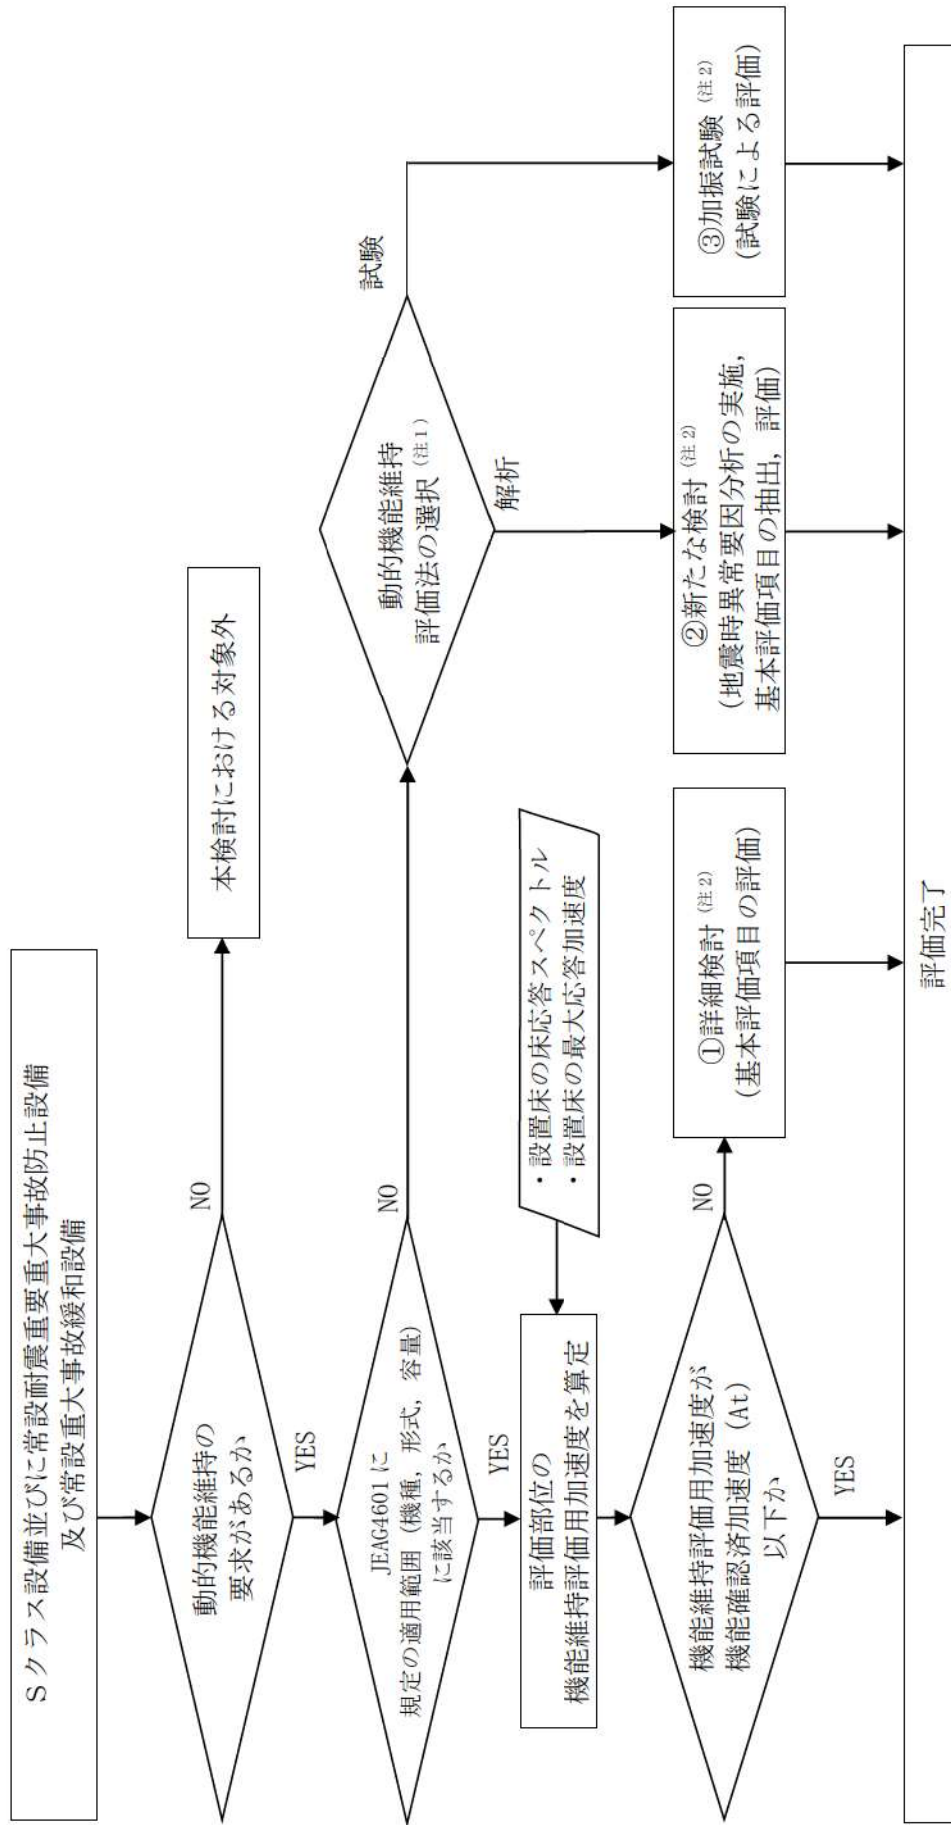 Sクラス設備並びに常設耐震重要重大事故防止設備
及び常設重大事故緩和設備
動的機能維持の
要求があるか
NO
本検討における対象外
YES
JEAG4601に
規定の適用範囲（機種，形式，容量）
に該当するか
NO
動的機能維持
評価法の選択（注1）
試験
解析
YES
評価部位の
機能維持評価用加速度を算定
・設置床の床応答スペクトル
・設置床の最大応答加速度
機能維持評価用加速度が
機能確認済加速度（At）
以下か
NO
①詳細検討（注2）
(基本評価項目の評価)
②新たな検討（注2）
(地震時異常要因分析の実施，
基本評価項目の抽出，評価)
③加振試験（注2）
(試験による評価)
YES
評価完了